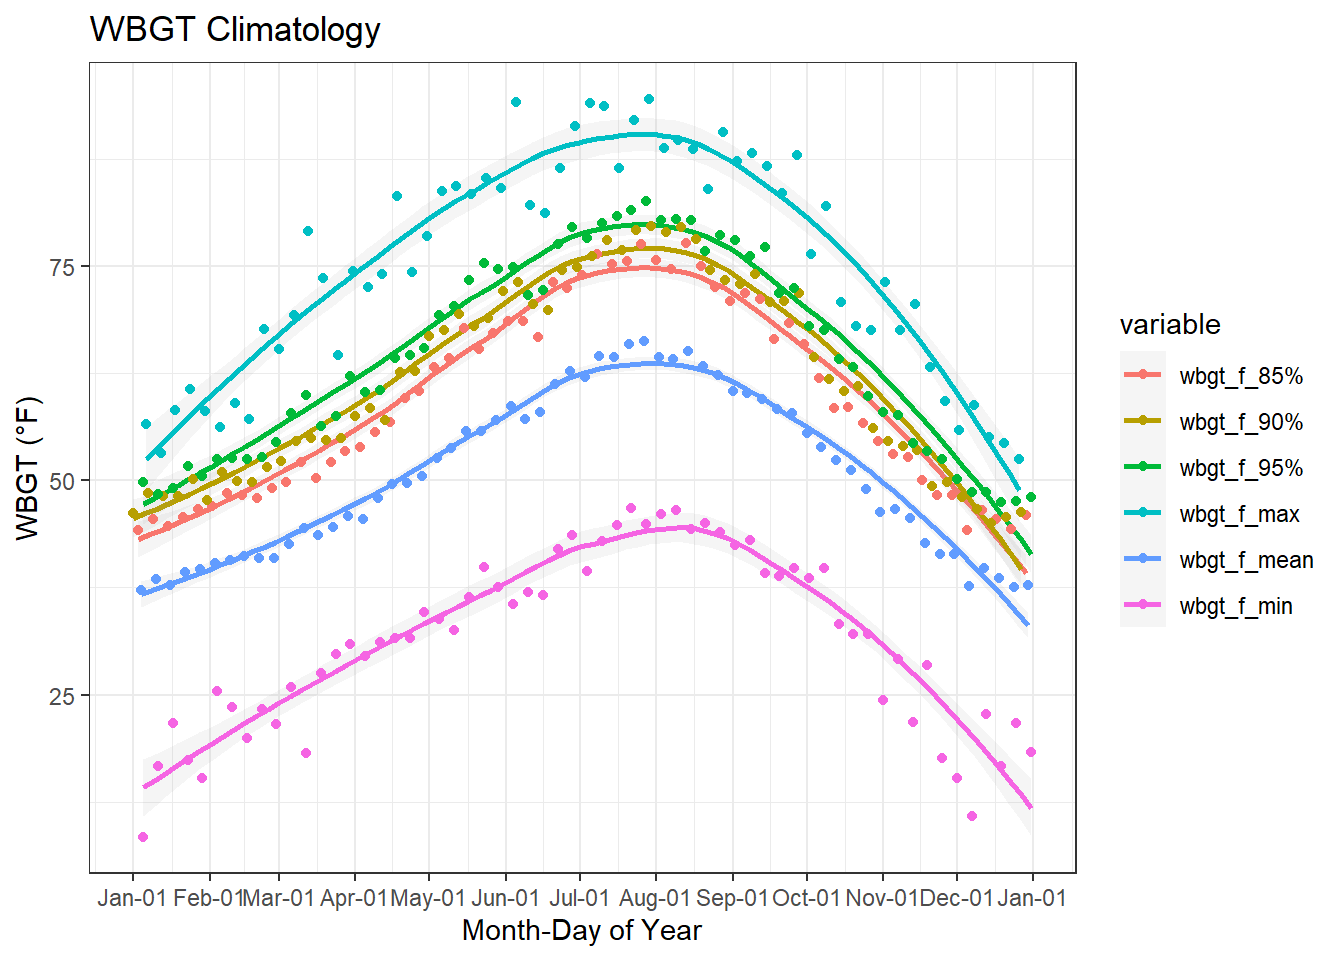 WBGT Climatology
WBGT (°F)
75
50
25
Jan-01 Feb-01 Mar-01 Apr-01 May-01 Jun-01 Jul-01 Aug-01 Sep-01 Oct-01 Nov-01 Dec-01 Jan-01
Month-Day of Year
variable
wbgt_f_85%
wbgt_f_90%
wbgt_f_95%
wbgt_f_max
wbgt_f_mean
wbgt_f_min